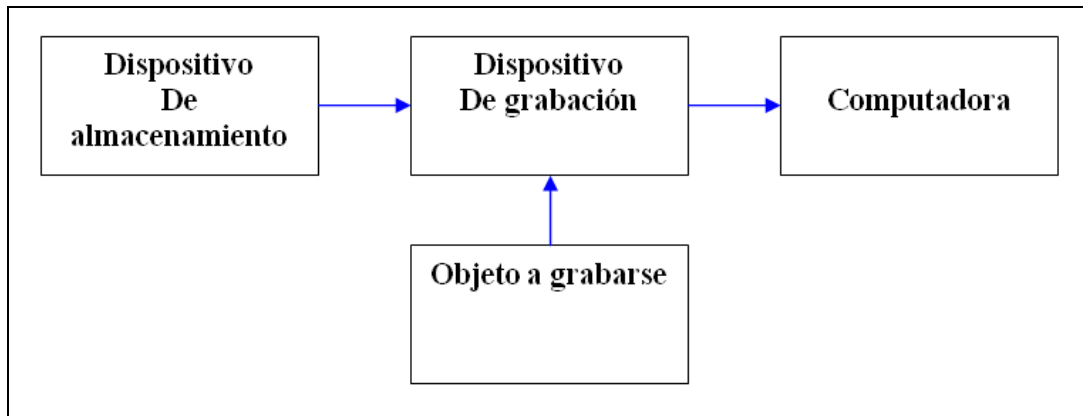 Dispositivo
De
almacenamiento
Dispositivo
De grabación
Computadora
Objeto a grabarse